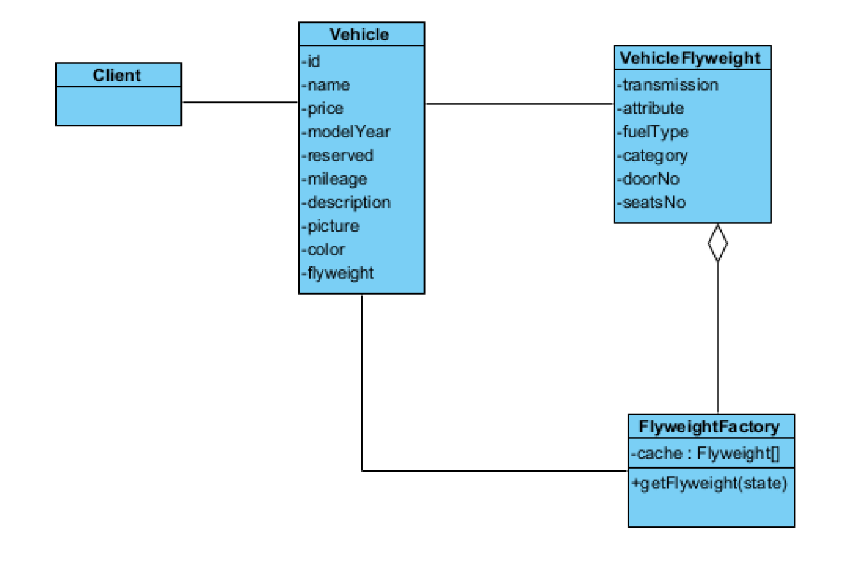 Client
Vehicle
-id
-name
-price
-modelYear
-reserved
-mileage
-description
-picture
-color
-flyweight
VehicleFlyweight
-transmission
-attribute
-fuelType
-category
-doorNo
-seatsNo
FlyweightFactory
-cache : Flyweight[]
+getFlyweight(state)